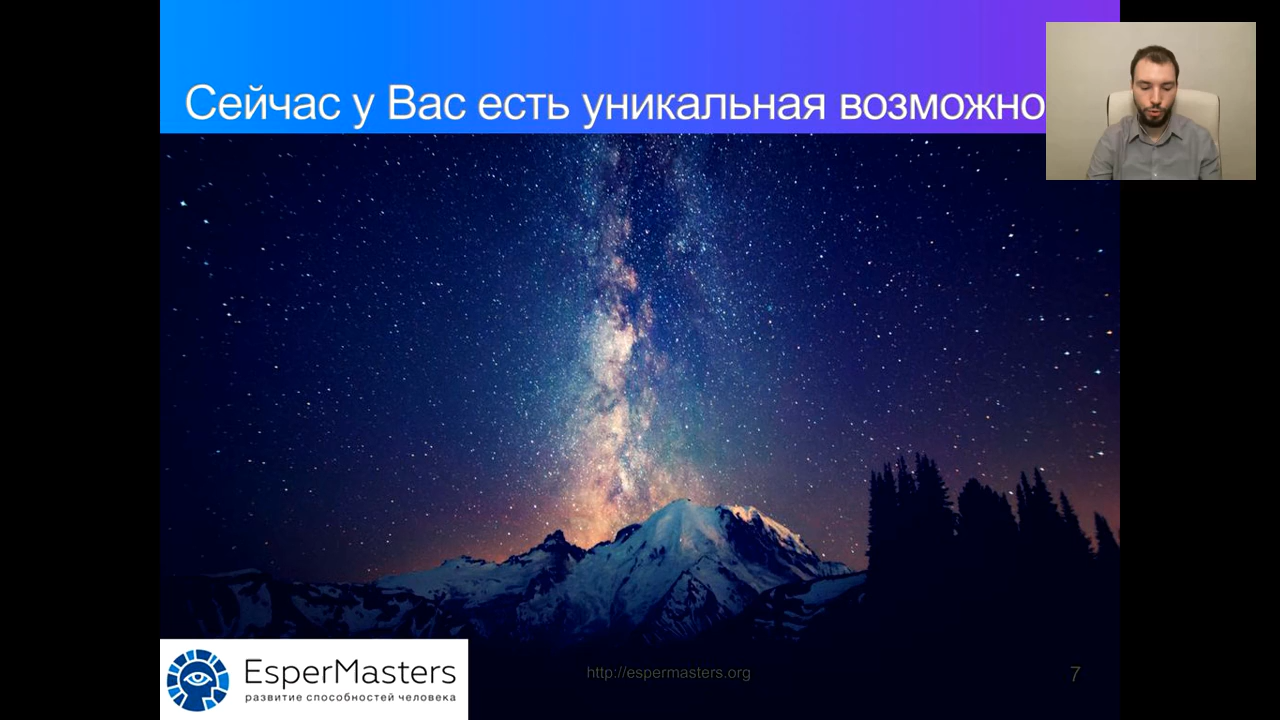 Сейчас у Вас есть уникальная возможно
EsperMasters
развитие способностей человека
http://espermasters.org
7